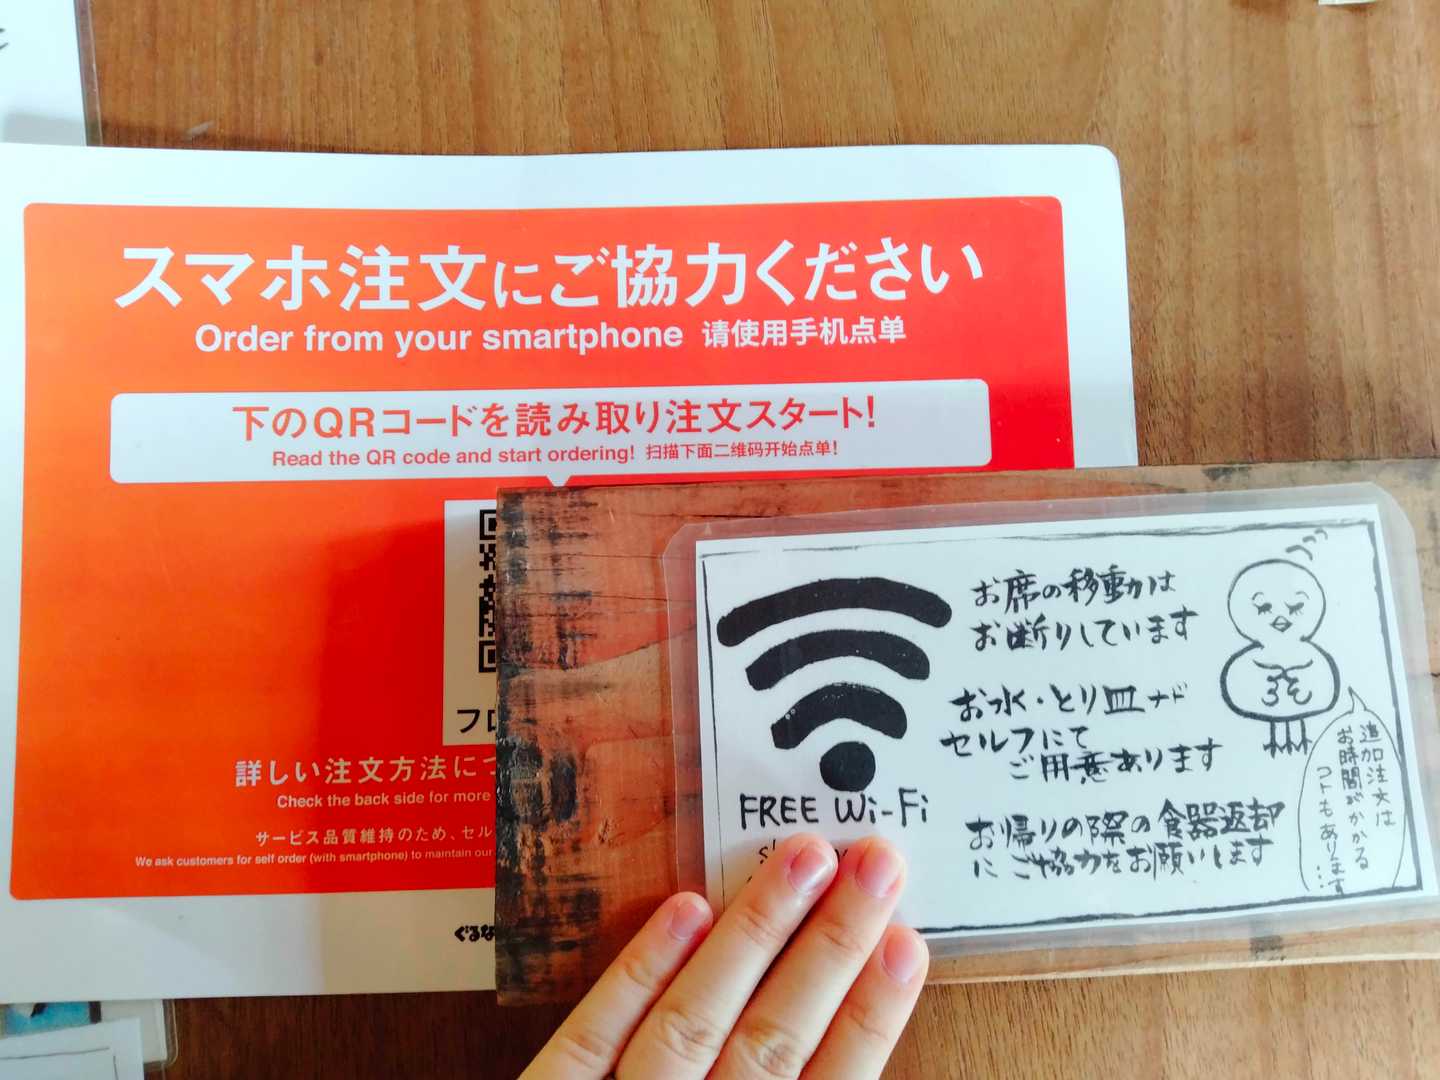 スマホ注文にご協力ください
Order from your smartphone 请使用手机点单
下のQRコードを読み取り注文スタート!
Read the QR code and start ordering! 扫描下面二维码开始点单!
フロ
詳しい注文方法につ
Check the back side for more
サービス品質維持のため、セル
We ask customers for self order (with smartphone) to maintain our
ぐるな
FREE Wi-Fi
お席の移動は
お断りしています
お水・とり皿など
セルフにて
ご用意あります
お帰りの際の食器返却
にご協力をお願いします
追加注文は
お時間がかかる
コトもあります…